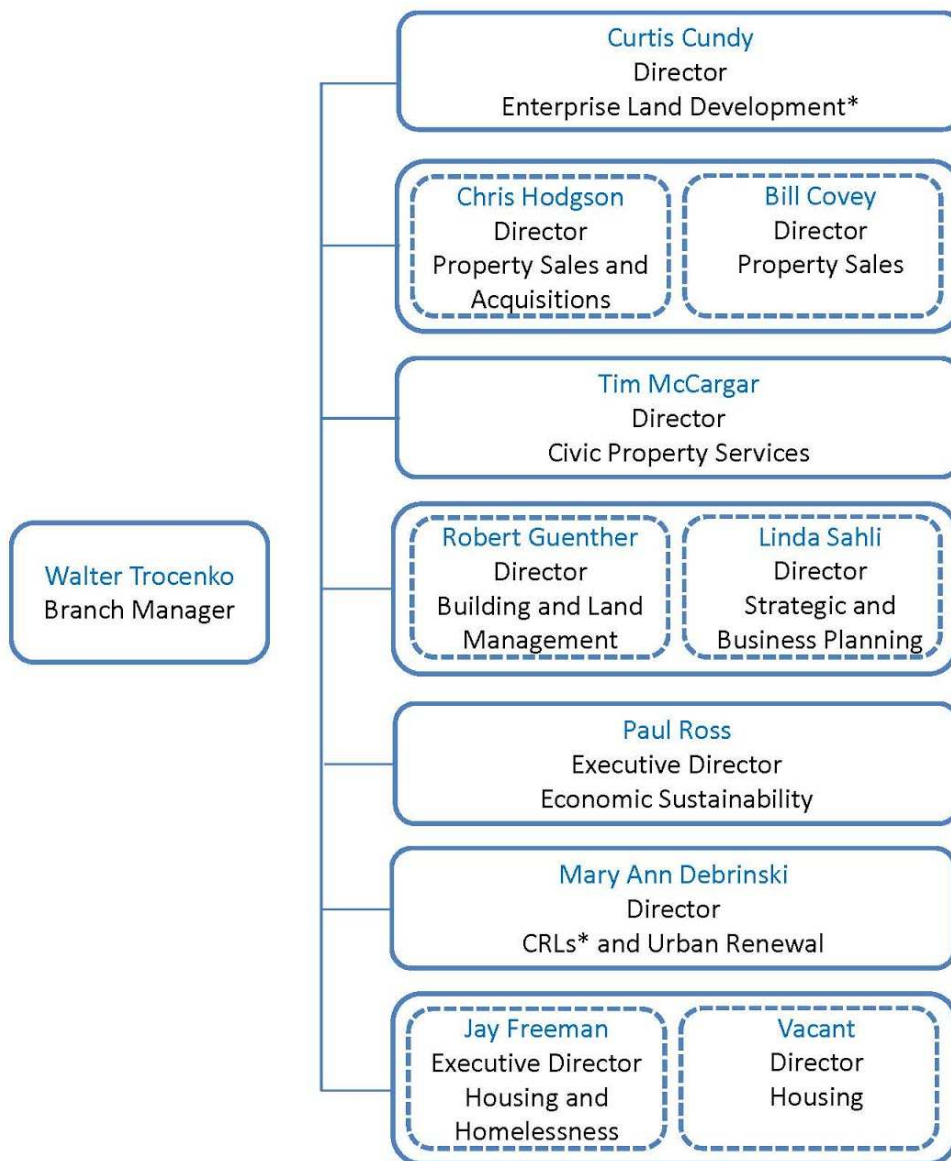 Curtis Cundy
Director
Enterprise Land Development*
Chris Hodgson
Director
Property Sales and
Acquisitions
Bill Covey
Director
Property Sales
Tim McCargar
Director
Civic Property Services
Walter Trocenko
Branch Manager
Robert Guenther
Director
Building and Land
Management
Linda Sahli
Director
Strategic and
Business Planning
Paul Ross
Executive Director
Economic Sustainability
Mary Ann Debrinski
Director
CRLs* and Urban Renewal
Jay Freeman
Executive Director
Housing and
Homelessness
Vacant
Director
Housing